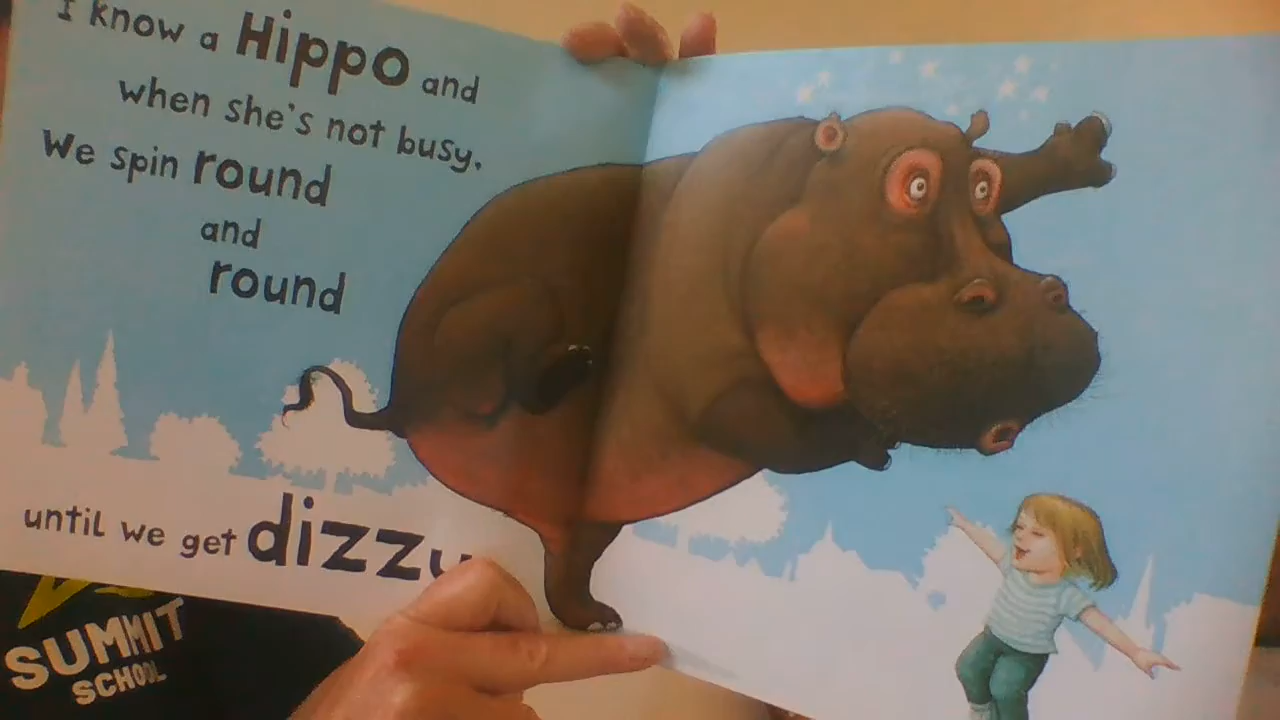 I know a Hippo and
when she's not busy,
We spin round
and
round
until we get dizzy
SUMMIT
SCHOOL